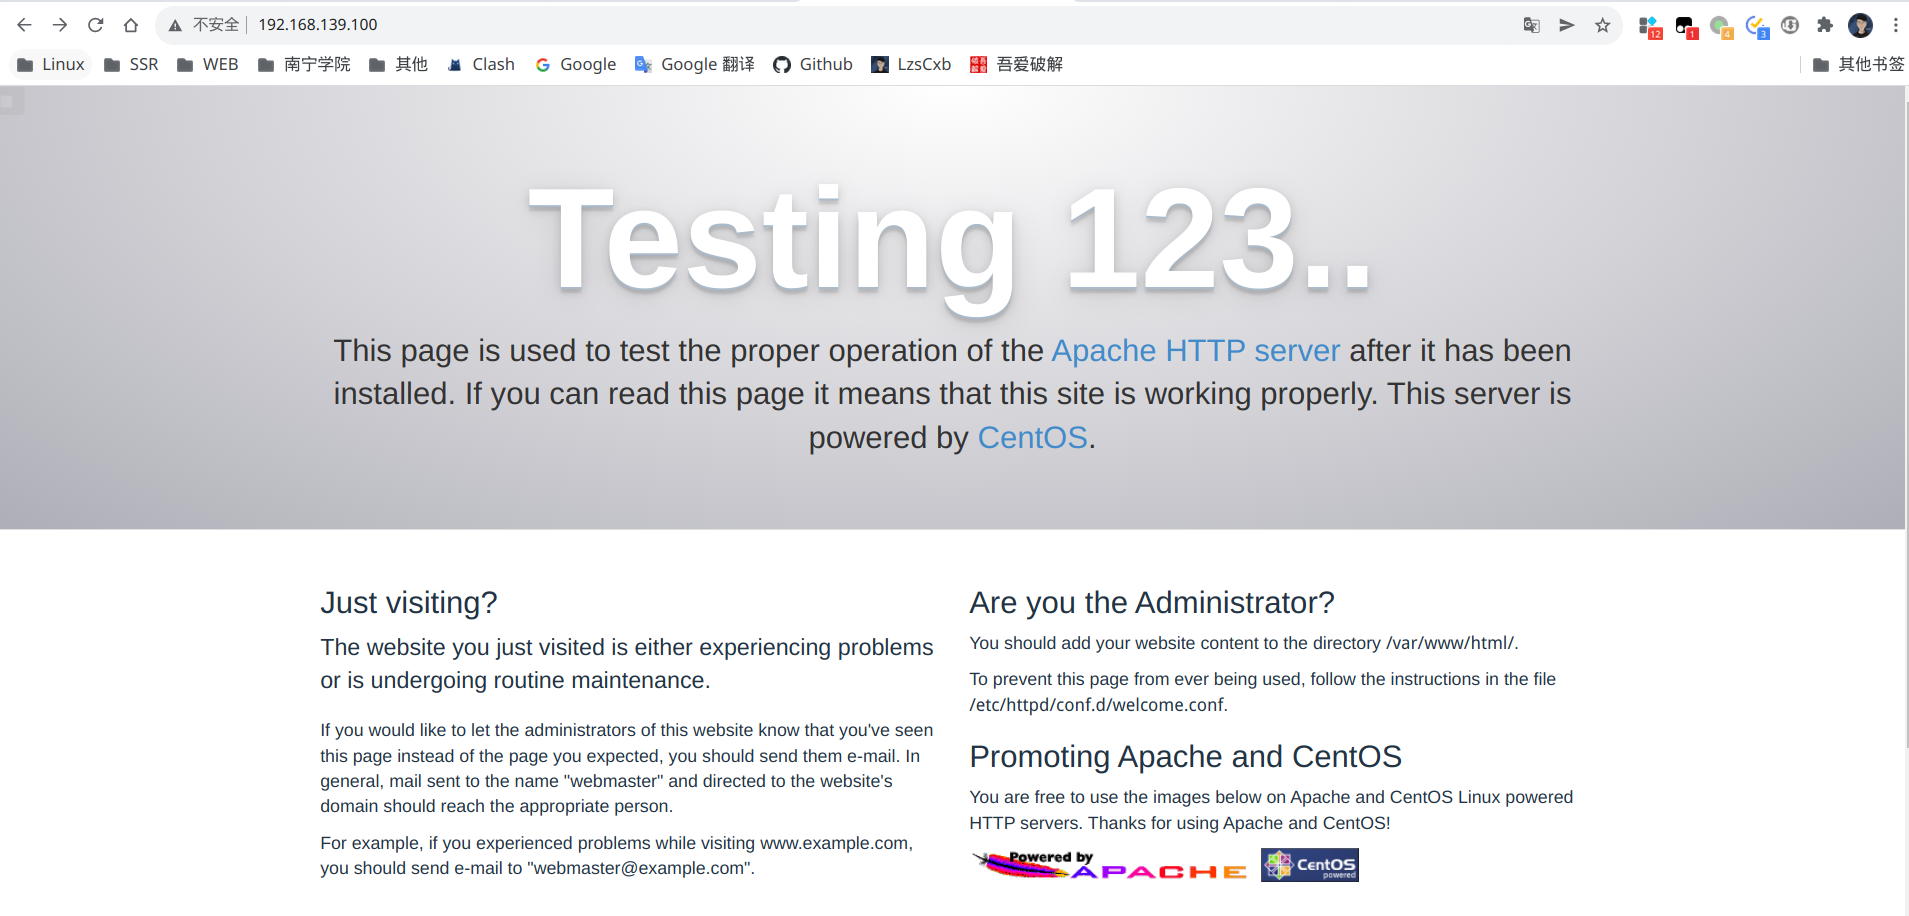 不安全 192.168.139.100
12 1 4 3
Linux SSR WEB 南宁学院 其他 Clash Google Google 翻译 Github LzsCxb 吾爱破解 其他书签
Testing 123..
This page is used to test the proper operation of the Apache HTTP server after it has been
installed. If you can read this page it means that this site is working properly. This server is
powered by CentOS.
Just visiting?
The website you just visited is either experiencing problems
or is undergoing routine maintenance.
If you would like to let the administrators of this website know that you've seen
this page instead of the page you expected, you should send them e-mail. In
general, mail sent to the name "webmaster" and directed to the website's
domain should reach the appropriate person.
For example, if you experienced problems while visiting www.example.com,
you should send e-mail to "webmaster@example.com".
Are you the Administrator?
You should add your website content to the directory /var/www/html/.
To prevent this page from ever being used, follow the instructions in the file
/etc/httpd/conf.d/welcome.conf.
Promoting Apache and CentOS
You are free to use the images below on Apache and CentOS Linux powered
HTTP servers. Thanks for using Apache and CentOS!
Powered by
APACHE
CentOS
powered